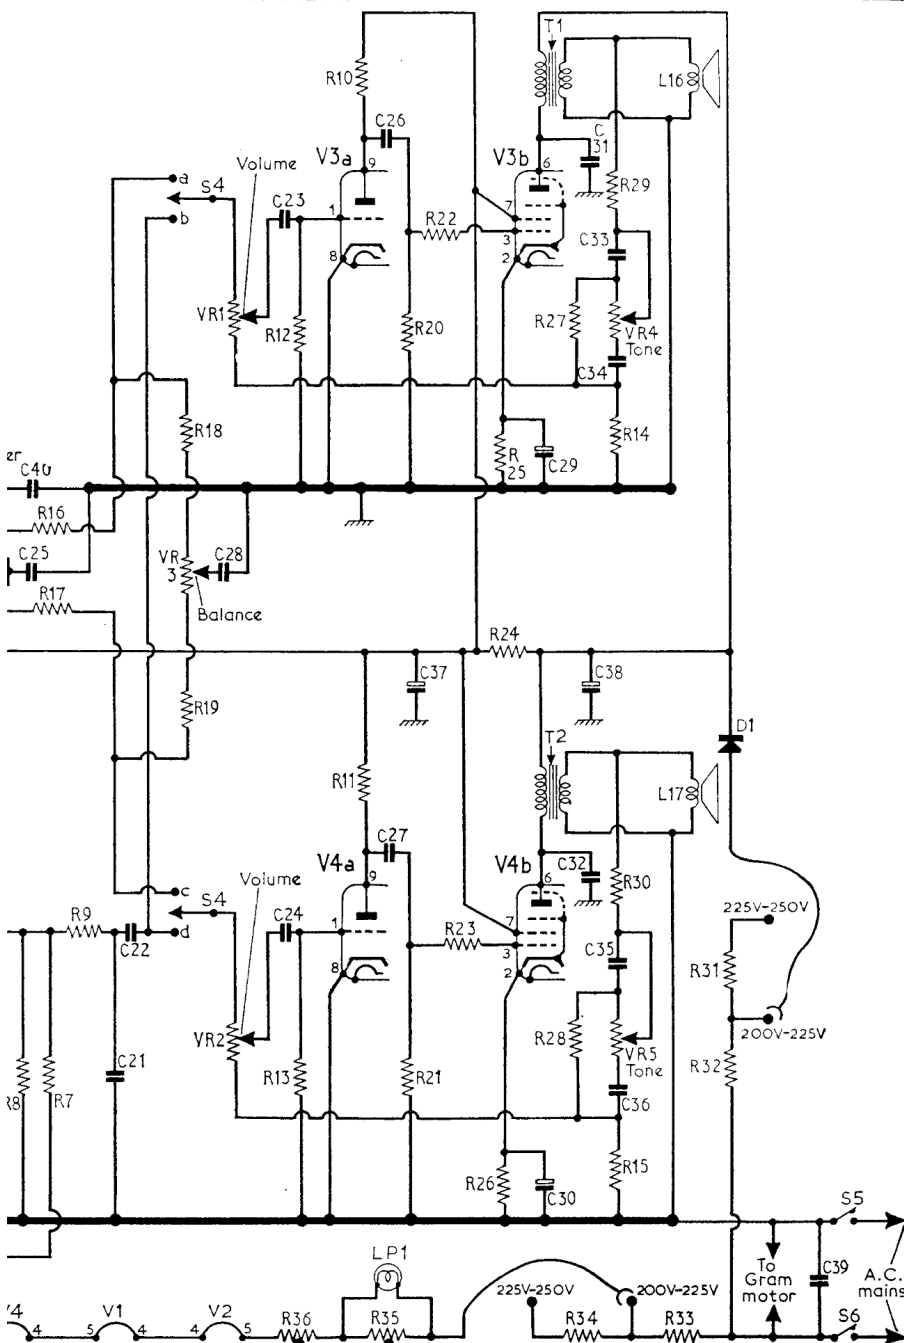 T1
R10
L16
C26
C
31
V3a
9
V3b
6
Volume
a
S4
R29
C23
1
7
b
R22
3
C33
8
2
VR1
R12
R20
R27
VR4
Tone
C34
R18
R
25
C29
R14
er
C40
R16
C25
VR
3
C28
R17
Balance
R24
C37
C38
R19
D1
T2
R11
L17
C27
V4a
9
V4b
6
C32
Volume
R30
c
S4
225V-250V
R9
C24
1
7
C22
d
R23
3
C35
8
2
R31
VR2
R28
VR5
Tone
200V-225V
C21
R13
R21
R32
R8
R7
C36
R26
C30
R15
S5
LP1
To
Gram
motor
C39
A.C.
mains
225V-250V
200V-225V
V4
4
5
V1
4
4
V2
5
R36
R35
R34
R33
S6